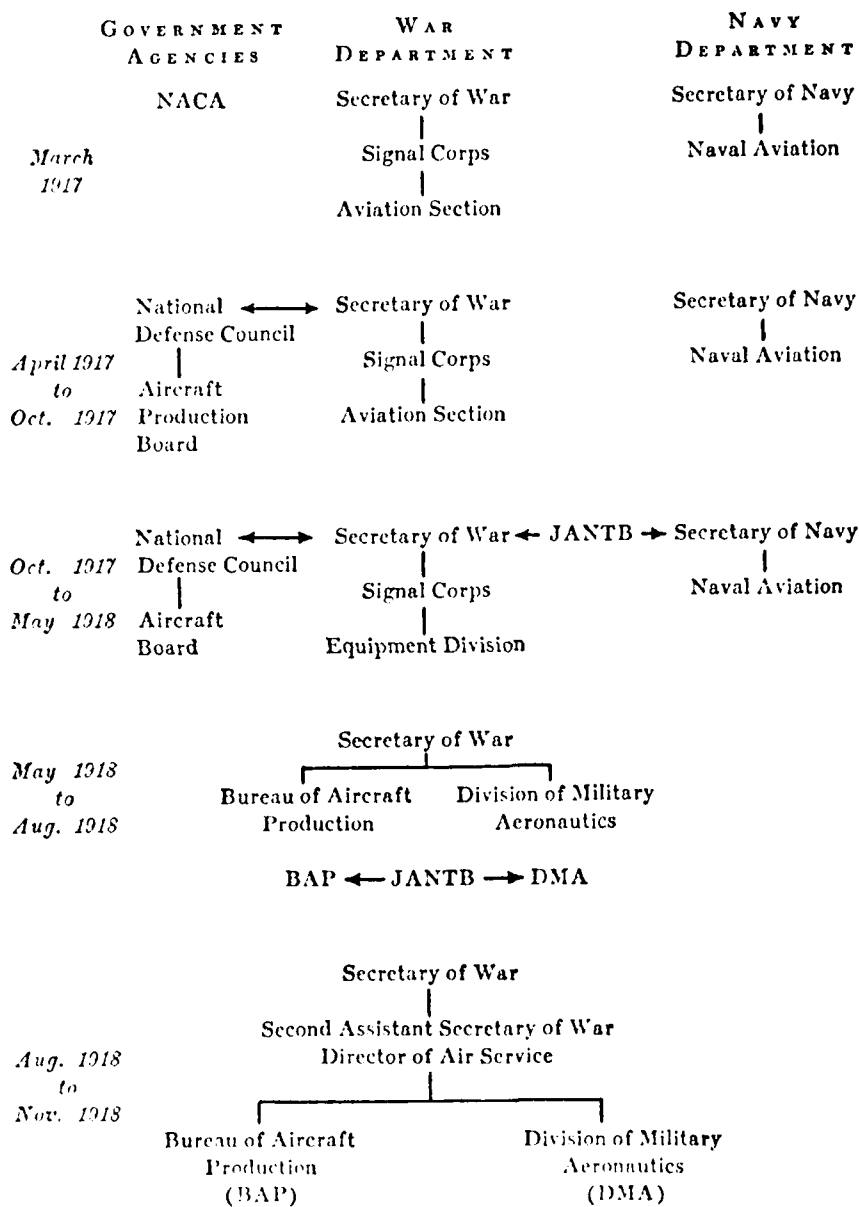 GOVERNMENT AGENCIES
WAR DEPARTMENT
NAVY DEPARTMENT
March 1917
NACA
Secretary of War
Signal Corps
Aviation Section
Secretary of Navy
Naval Aviation
April 1917
to
Oct. 1917
National
Defense Council
Aircraft
Production
Board
Secretary of War
Signal Corps
Aviation Section
Secretary of Navy
Naval Aviation
Oct. 1917
to
May 1918
National
Defense Council
Aircraft
Board
Secretary of War
JANTB
Secretary of Navy
Signal Corps
Equipment Division
Naval Aviation
May 1918
to
Aug. 1918
Secretary of War
Bureau of Aircraft
Production
Division of Military
Aeronautics
BAP
JANTB
DMA
Aug. 1918
to
Nov. 1918
Secretary of War
Second Assistant Secretary of War
Director of Air Service
Bureau of Aircraft
Production
(BAP)
Division of Military
Aeronautics
(DMA)